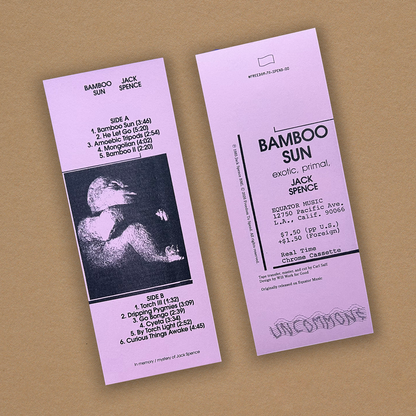 BAMBOO SUN
JACK SPENCE
SIDE A
1. Bamboo Sun (3:46)
2. He Let Go (5:20)
3. Amoebic Tripods (2:54)
4. Mongolian (4:02)
5. Bamboo II (2:20)
SIDE B
1. Torch III (1:32)
2. Dripping Pygmies (3:09)
3. Go Bongo (2:39)
4. Cyeta (3:34)
5. By Torch Light (2:52)
6. Curious Things Awake (4:45)
in memory / mastery of Jack Spence
BAMBOO
SUN
exotic, primal,
JACK
SPENCE
EQUATOR MUSIC
12750 Pacific Ave.
L.A., Calif. 90066
$7.50 (pp U.S.)
+$1.50 (Foreign)
Real Time
Chrome Cassette
Originally released on Equator Music
UNCOMMONS